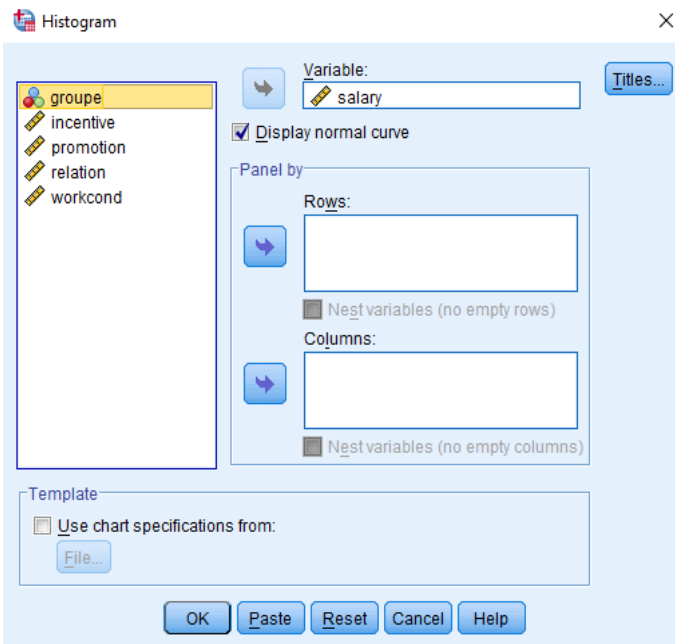 Histogram
Variable:
salary
Titles...
groupe
incentive
promotion
relation
workcond
Display normal curve
Panel by
Rows:
Nest variables (no empty rows)
Columns:
Nest variables (no empty columns)
Template
Use chart specifications from:
File...
OK Paste Reset Cancel Help